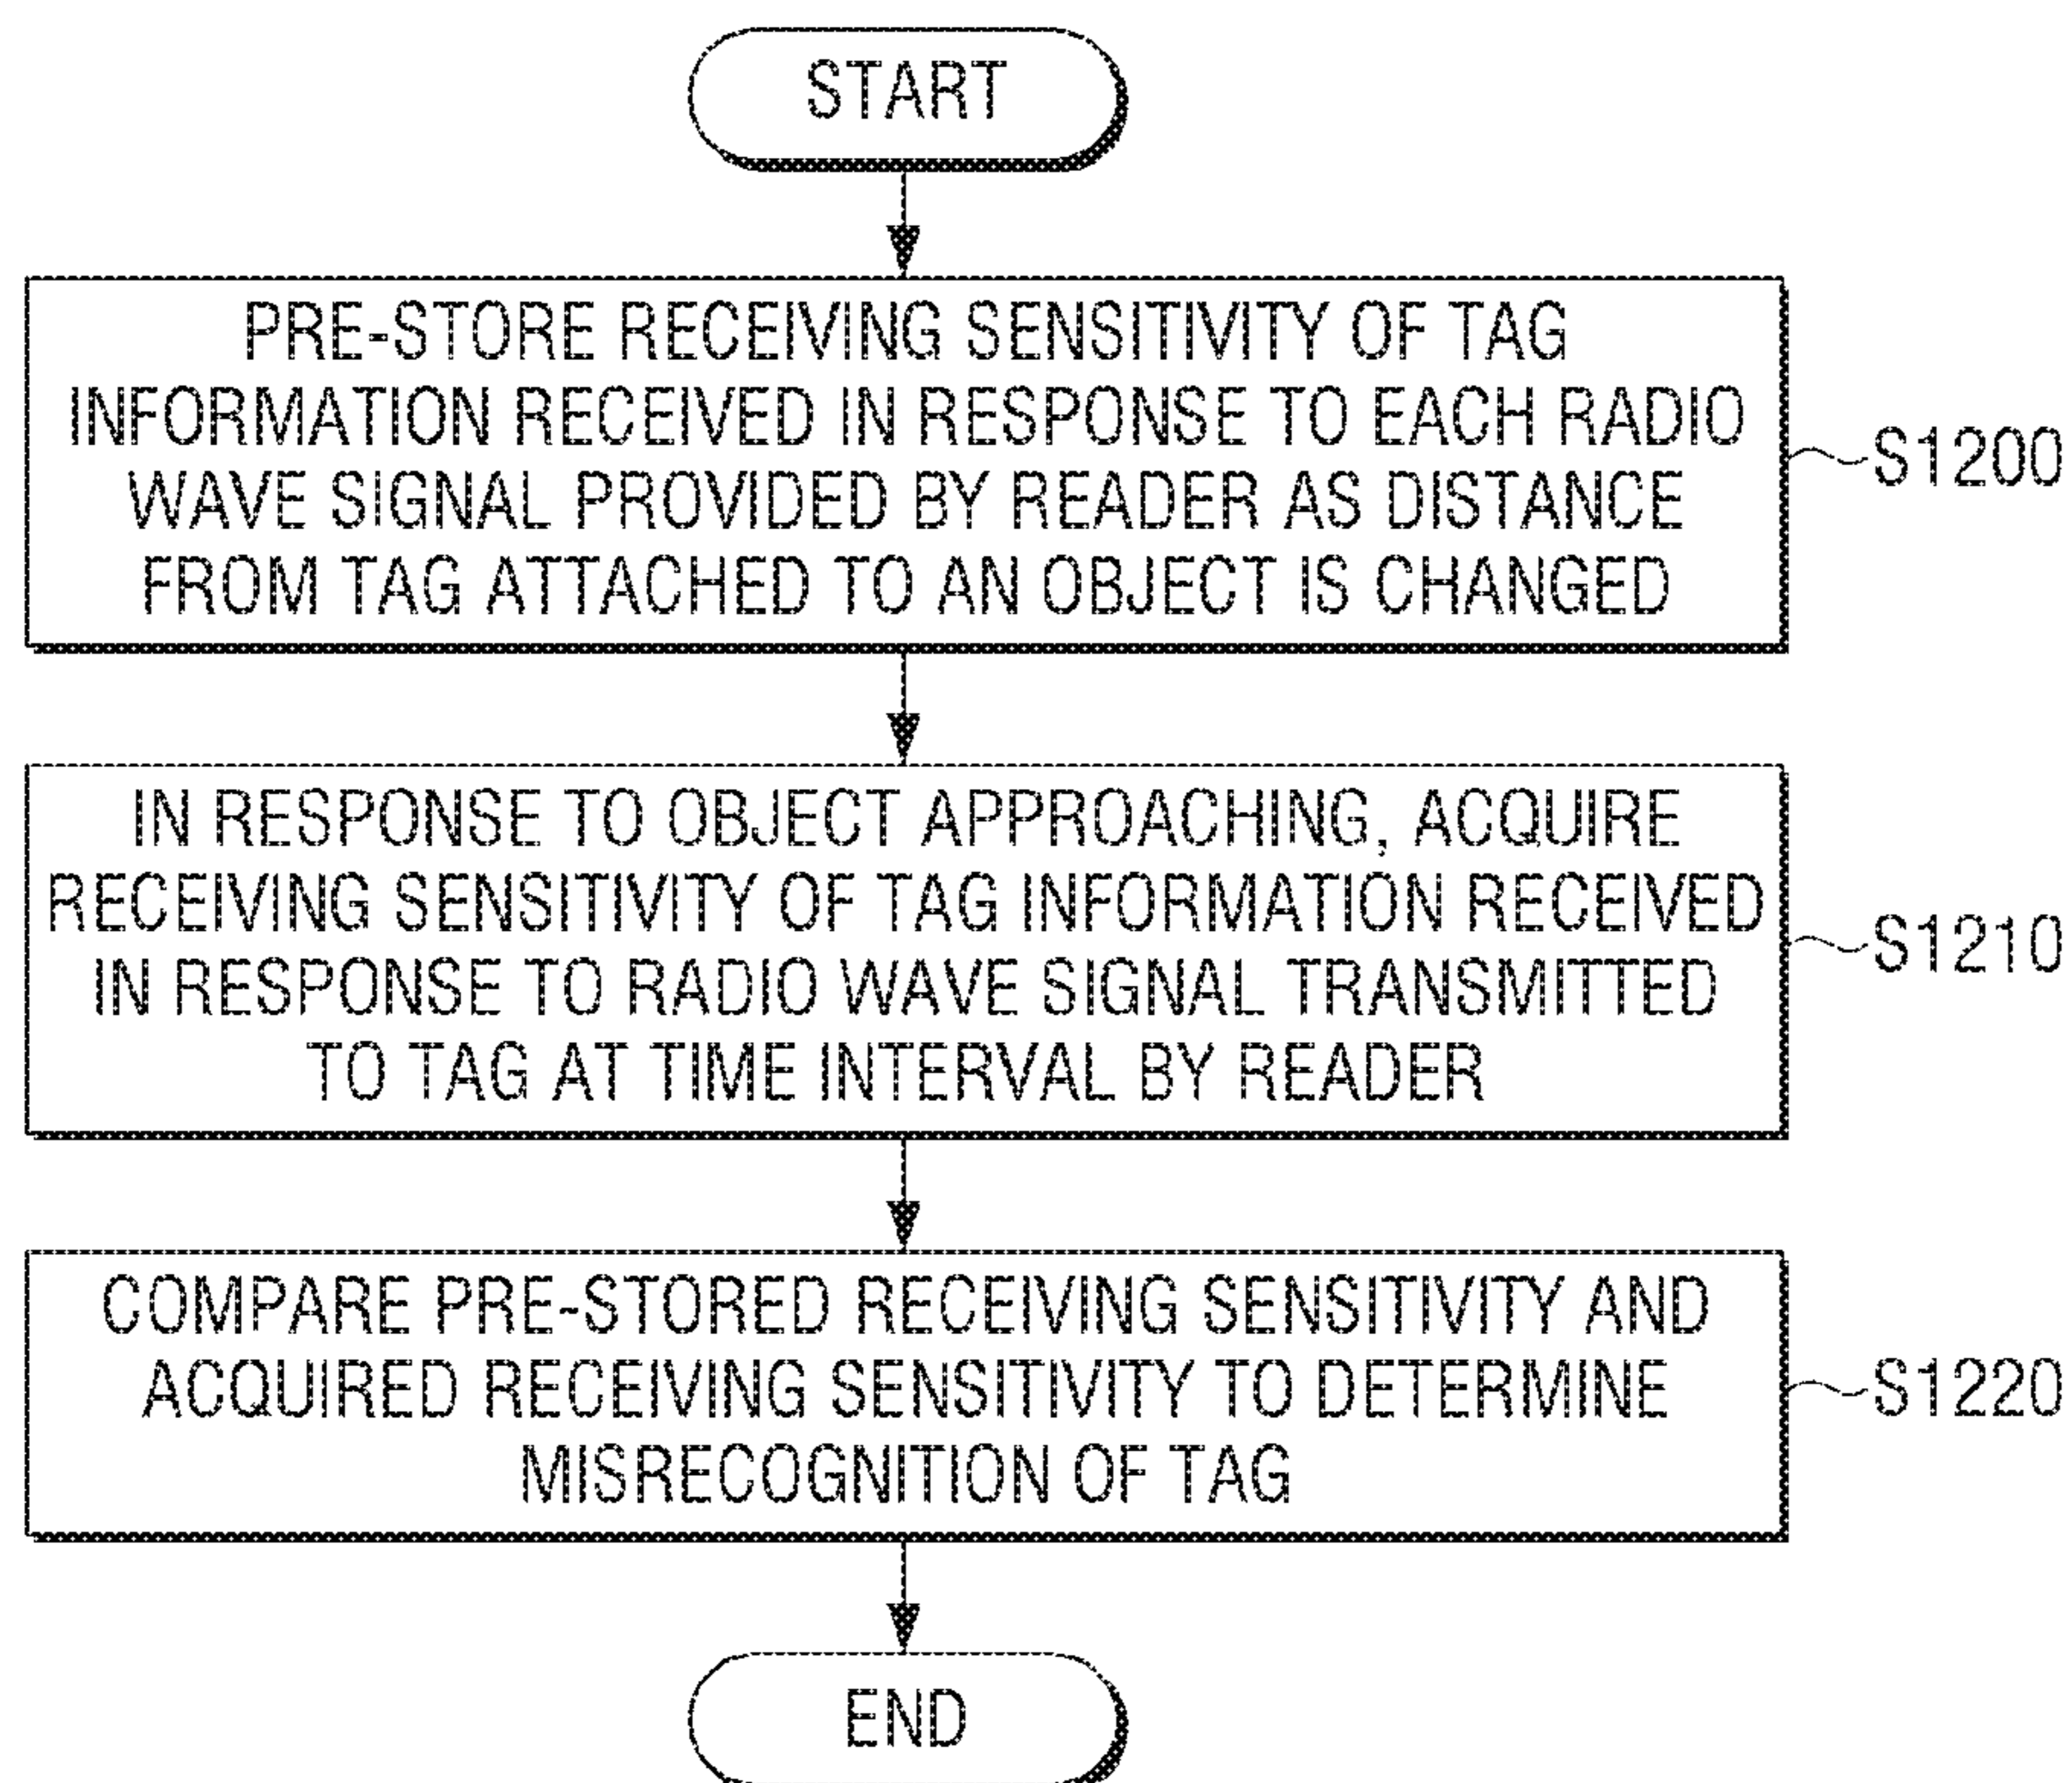 START
PRE-STORE RECEIVING SENSITIVITY OF TAG
INFORMATION RECEIVED IN RESPONSE TO EACH RADIO
WAVE SIGNAL PROVIDED BY READER AS DISTANCE
FROM TAG ATTACHED TO AN OBJECT IS CHANGED
S1200
IN RESPONSE TO OBJECT APPROACHING, ACQUIRE
RECEIVING SENSITIVITY OF TAG INFORMATION RECEIVED
IN RESPONSE TO RADIO WAVE SIGNAL TRANSMITTED
TO TAG AT TIME INTERVAL BY READER
S1210
COMPARE PRE-STORED RECEIVING SENSITIVITY AND
ACQUIRED RECEIVING SENSITIVITY TO DETERMINE
MISRECOGNITION OF TAG
S1220
END